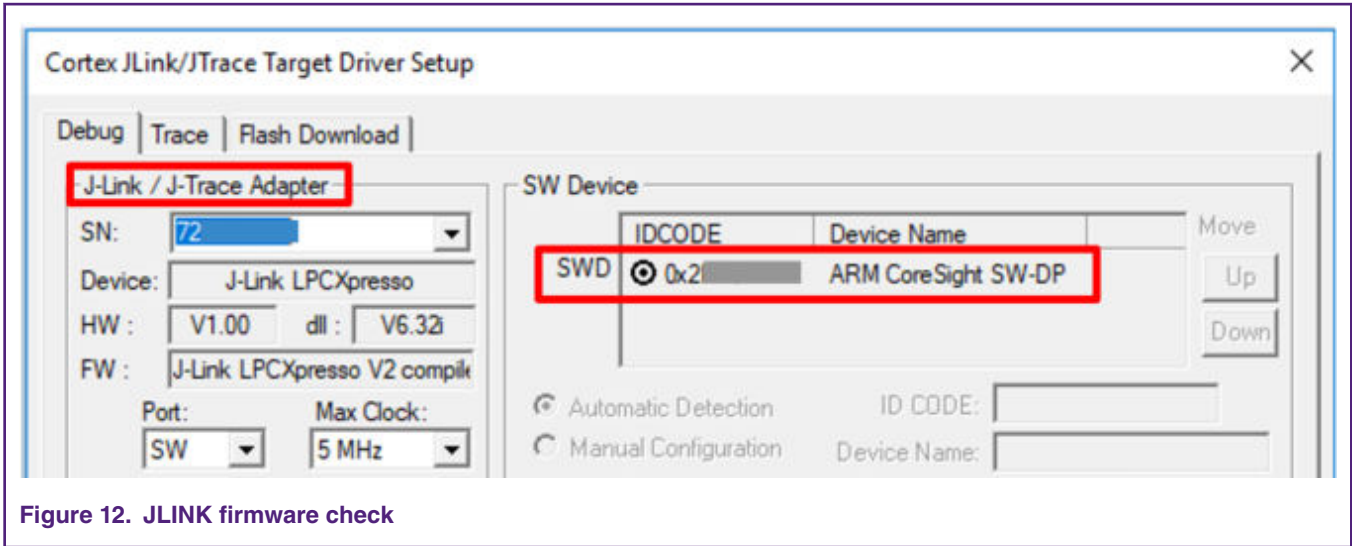 Cortex JLink/JTrace Target Driver Setup
Debug Trace Flash Download
J-Link / J-Trace Adapter
SN: 72
Device: J-Link LPCXpresso
HW : V1.00 dll : V6.32i
FW : J-Link LPCXpresso V2 compile
Port: Max Clock:
SW 5 MHz
SW Device
IDCODE Device Name
SWD 0x2 ARM CoreSight SW-DP
Move
Up
Down
Automatic Detection ID CODE:
Manual Configuration Device Name:
Figure 12. JLINK firmware check